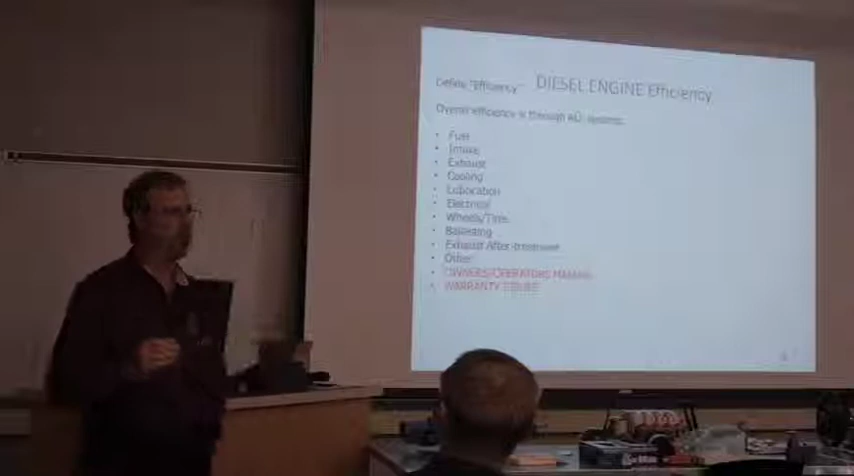 DIESEL ENGINE Efficiency
Define "Efficiency"
Overall efficiency is through ALL systems.
• Fuel
• Intake
• Exhaust
• Cooling
• Lubrication
• Electrical
• Wheels/Tires
• Ballasting
• Exhaust After-treatment
• Other
• OWNERS/OPERATORS MANUAL
• WARRANTY ISSUES